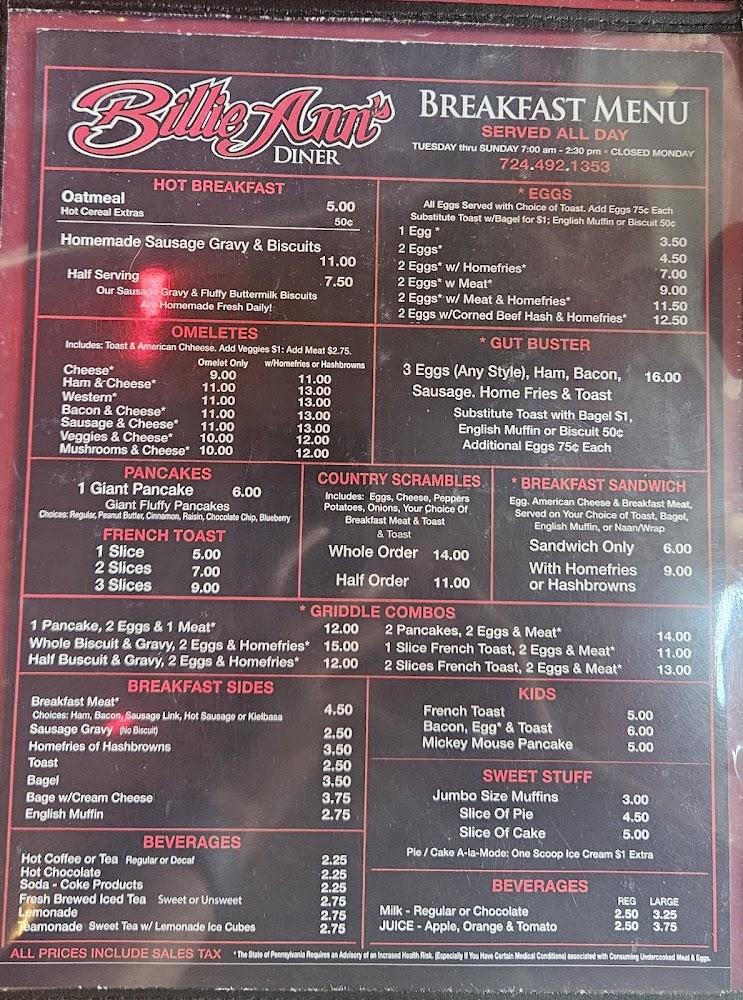 Billie Ann's
DINER
BREAKFAST MENU
SERVED ALL DAY
TUESDAY thru SUNDAY 7:00 am - 2:30 pm • CLOSED MONDAY
724.492.1353
HOT BREAKFAST
Oatmeal 5.00
Hot Cereal Extras 50¢
Homemade Sausage Gravy & Biscuits
11.00
Half Serving 7.50
Our Sausage Gravy & Fluffy Buttermilk Biscuits
Are Homemade Fresh Daily!
* EGGS
All Eggs Served with Choice of Toast. Add Eggs 75¢ Each
Substitute Toast w/Bagel for $1; English Muffin or Biscuit 50¢
1 Egg * 3.50
2 Eggs* 4.50
2 Eggs* w/ Homefries* 7.00
2 Eggs* w Meat* 9.00
2 Eggs* w/ Meat & Homefries* 11.50
2 Eggs w/Corned Beef Hash & Homefries* 12.50
OMELETES
Includes: Toast & American Chheese. Add Veggies $1: Add Meat $2.75.
Omelet Only w/Homefries or Hashbrowns
Cheese* 9.00 11.00
Ham & Cheese* 11.00 13.00
Western* 11.00 13.00
Bacon & Cheese* 11.00 13.00
Sausage & Cheese* 11.00 13.00
Veggies & Cheese* 10.00 12.00
Mushrooms & Cheese* 10.00 12.00
* GUT BUSTER
3 Eggs (Any Style), Ham, Bacon, 16.00
Sausage. Home Fries & Toast
Substitute Toast with Bagel $1,
English Muffin or Biscuit 50¢
Additional Eggs 75¢ Each
PANCAKES
1 Giant Pancake 6.00
Giant Fluffy Pancakes
Choices: Regular, Peanut Butter, Cinnamon, Raisin, Chocolate Chip, Blueberry
FRENCH TOAST
1 Slice 5.00
2 Slices 7.00
3 Slices 9.00
COUNTRY SCRAMBLES
Includes: Eggs, Cheese, Peppers
Potatoes, Onions, Your Choice Of
Breakfast Meat & Toast
& Toast
Whole Order 14.00
Half Order 11.00
* BREAKFAST SANDWICH
Egg. American Cheese & Breakfast Meat,
Served on Your Choice of Toast, Bagel,
English Muffin, or Naan/Wrap
Sandwich Only 6.00
With Homefries 9.00
or Hashbrowns
* GRIDDLE COMBOS
1 Pancake, 2 Eggs & 1 Meat* 12.00
Whole Biscuit & Gravy, 2 Eggs & Homefries* 15.00
Half Buscuit & Gravy, 2 Eggs & Homefries* 12.00
2 Pancakes, 2 Eggs & Meat* 14.00
1 Slice French Toast, 2 Eggs & Meat* 11.00
2 Slices French Toast, 2 Eggs & Meat* 13.00
BREAKFAST SIDES
Breakfast Meat* 4.50
Choices: Ham, Bacon, Sausage Link, Hot Sausage or Kielbasa
Sausage Gravy (No Biscuit) 2.50
Homefries of Hashbrowns 3.50
Toast 2.50
Bagel 3.50
Bage w/Cream Cheese 3.75
English Muffin 2.75
KIDS
French Toast 5.00
Bacon, Egg* & Toast 6.00
Mickey Mouse Pancake 5.00
SWEET STUFF
Jumbo Size Muffins 3.00
Slice Of Pie 4.50
Slice Of Cake 5.00
Pie / Cake A-la-Mode: One Scoop Ice Cream $1 Extra
BEVERAGES
Hot Coffee or Tea Regular or Decaf 2.25
Hot Chocolate 2.25
Soda - Coke Products 2.25
Fresh Brewed Iced Tea Sweet or Unsweet 2.75
Lemonade 2.75
Teamonade Sweet Tea w/ Lemonade Ice Cubes 2.75
BEVERAGES
REG LARGE
Milk - Regular or Chocolate 2.50 3.25
JUICE - Apple, Orange & Tomato 2.50 3.75
ALL PRICES INCLUDE SALES TAX
* The State of Pennsylvania Requires an Advisory of an Incrased Health Risk. (Especially If You Have Certain Medical Conditions) associated with Consuming Undercooked Meat & Eggs.